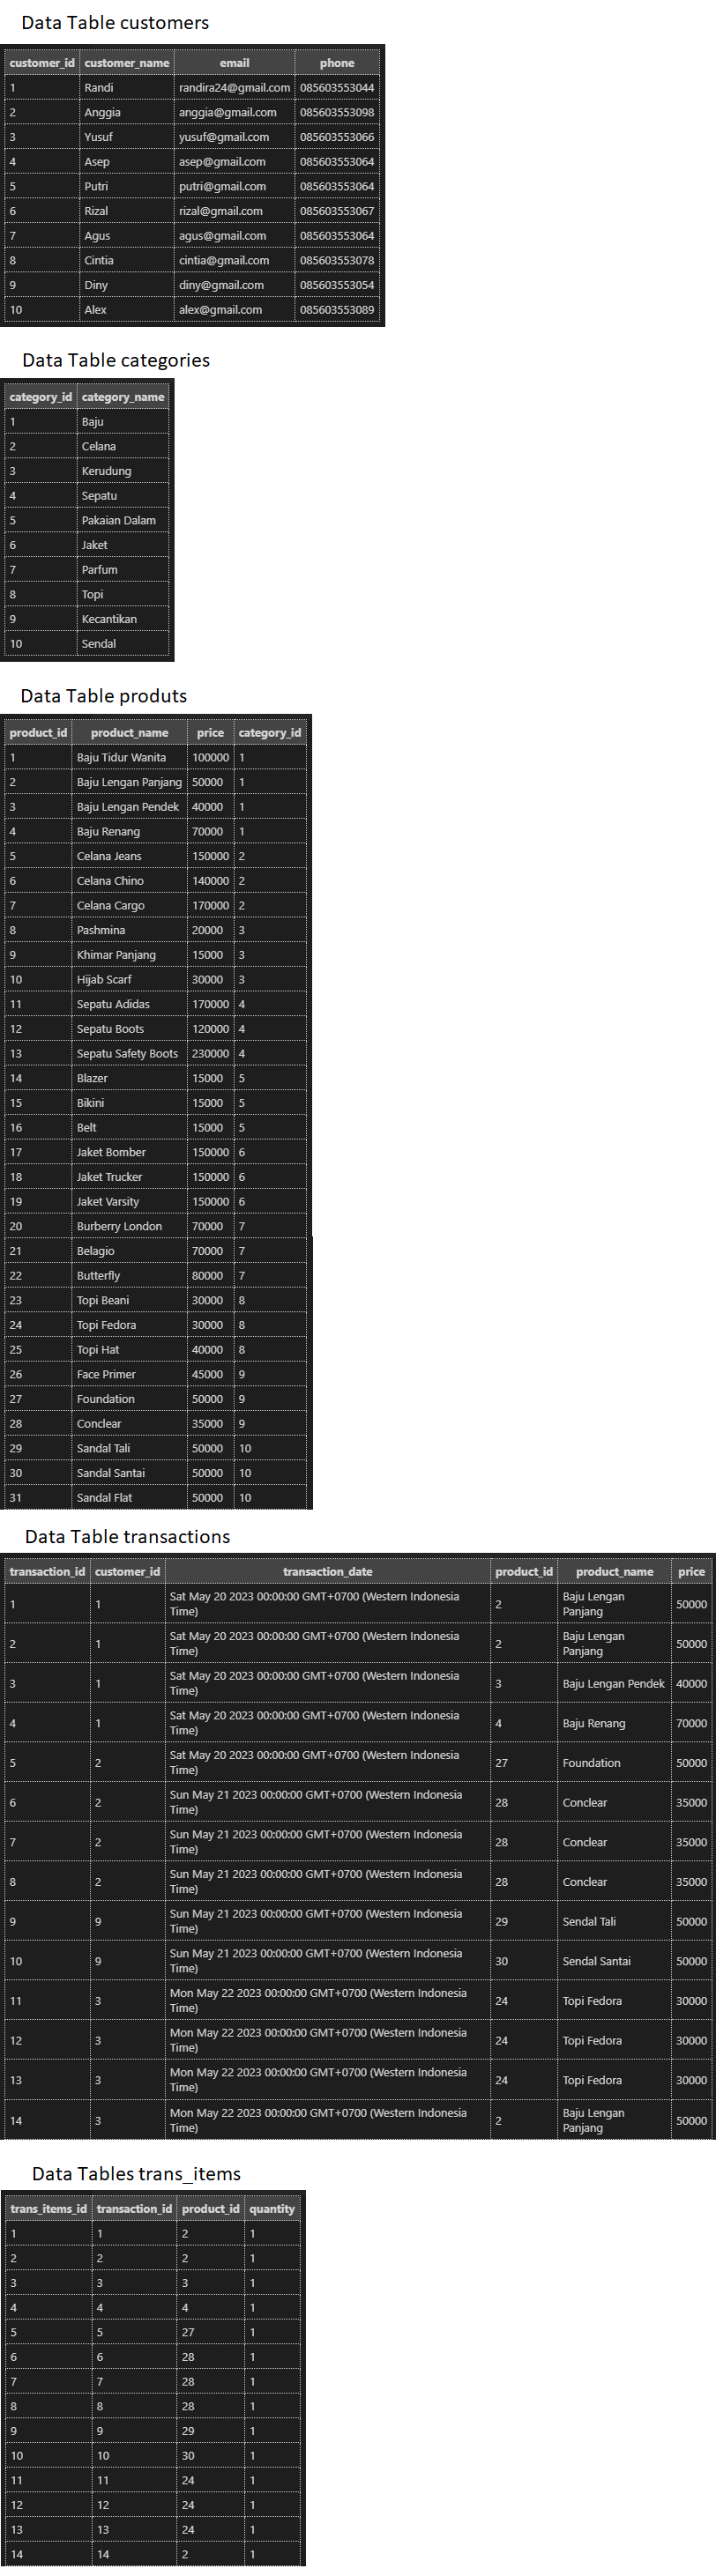 Data Table customers
customer_id customer_name email phone
1 Randi randira24@gmail.com 085603553044
2 Anggia anggia@gmail.com 085603553098
3 Yusuf yusuf@gmail.com 085603553066
4 Asep asep@gmail.com 085603553064
5 Putri putri@gmail.com 085603553064
6 Rizal rizal@gmail.com 085603553067
7 Agus agus@gmail.com 085603553064
8 Cintia cintia@gmail.com 085603553078
9 Diny diny@gmail.com 085603553054
10 Alex alex@gmail.com 085603553089
Data Table categories
category_id category_name
1 Baju
2 Celana
3 Kerudung
4 Sepatu
5 Pakaian Dalam
6 Jaket
7 Parfum
8 Topi
9 Kecantikan
10 Sendal
Data Table produts
product_id product_name price category_id
1 Baju Tidur Wanita 100000 1
2 Baju Lengan Panjang 50000 1
3 Baju Lengan Pendek 40000 1
4 Baju Renang 70000 1
5 Celana Jeans 150000 2
6 Celana Chino 140000 2
7 Celana Cargo 170000 2
8 Pashmina 20000 3
9 Khimar Panjang 15000 3
10 Hijab Scarf 30000 3
11 Sepatu Adidas 170000 4
12 Sepatu Boots 120000 4
13 Sepatu Safety Boots 230000 4
14 Blazer 15000 5
15 Bikini 15000 5
16 Belt 15000 5
17 Jaket Bomber 150000 6
18 Jaket Trucker 150000 6
19 Jaket Varsity 150000 6
20 Burberry London 70000 7
21 Belagio 70000 7
22 Butterfly 80000 7
23 Topi Beani 30000 8
24 Topi Fedora 30000 8
25 Topi Hat 40000 8
26 Face Primer 45000 9
27 Foundation 50000 9
28 Conclear 35000 9
29 Sandal Tali 50000 10
30 Sandal Santai 50000 10
31 Sandal Flat 50000 10
Data Table transactions
transaction_id customer_id transaction_date product_id product_name price
1 1 Sat May 20 2023 00:00:00 GMT+0700 (Western Indonesia Time) 2 Baju Lengan Panjang 50000
2 1 Sat May 20 2023 00:00:00 GMT+0700 (Western Indonesia Time) 2 Baju Lengan Panjang 50000
3 1 Sat May 20 2023 00:00:00 GMT+0700 (Western Indonesia Time) 3 Baju Lengan Pendek 40000
4 1 Sat May 20 2023 00:00:00 GMT+0700 (Western Indonesia Time) 4 Baju Renang 70000
5 2 Sat May 20 2023 00:00:00 GMT+0700 (Western Indonesia Time) 27 Foundation 50000
6 2 Sun May 21 2023 00:00:00 GMT+0700 (Western Indonesia Time) 28 Conclear 35000
7 2 Sun May 21 2023 00:00:00 GMT+0700 (Western Indonesia Time) 28 Conclear 35000
8 2 Sun May 21 2023 00:00:00 GMT+0700 (Western Indonesia Time) 28 Conclear 35000
9 9 Sun May 21 2023 00:00:00 GMT+0700 (Western Indonesia Time) 29 Sendal Tali 50000
10 9 Sun May 21 2023 00:00:00 GMT+0700 (Western Indonesia Time) 30 Sendal Santai 50000
11 3 Mon May 22 2023 00:00:00 GMT+0700 (Western Indonesia Time) 24 Topi Fedora 30000
12 3 Mon May 22 2023 00:00:00 GMT+0700 (Western Indonesia Time) 24 Topi Fedora 30000
13 3 Mon May 22 2023 00:00:00 GMT+0700 (Western Indonesia Time) 24 Topi Fedora 30000
14 3 Mon May 22 2023 00:00:00 GMT+0700 (Western Indonesia Time) 2 Baju Lengan Panjang 50000
Data Tables trans_items
trans_items_id transaction_id product_id quantity
1 1 2 1
2 2 2 1
3 3 3 1
4 4 4 1
5 5 27 1
6 6 28 1
7 7 28 1
8 8 28 1
9 9 29 1
10 10 30 1
11 11 24 1
12 12 24 1
13 13 24 1
14 14 2 1